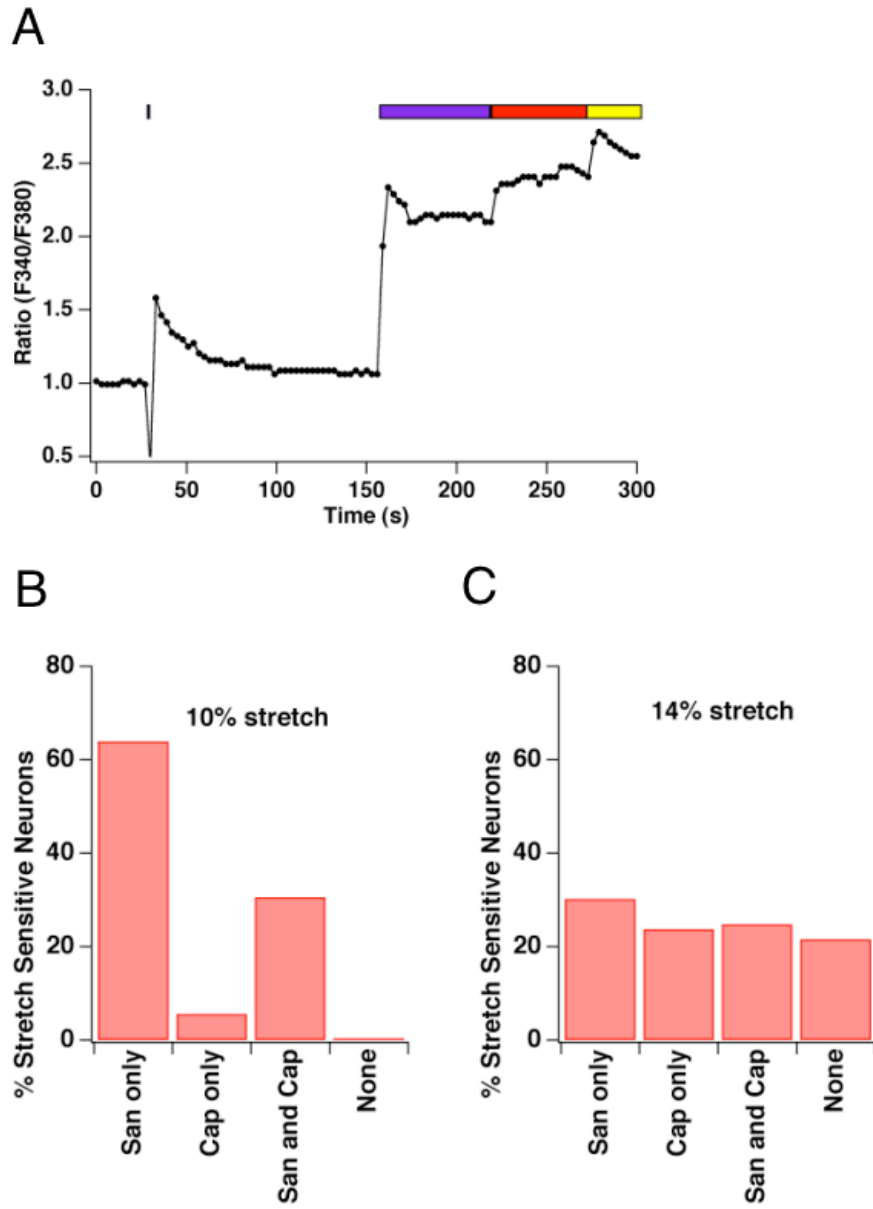 A
3.0
2.5
2.0
1.5
1.0
0.5
Ratio (F340/F380)
0 50 100 150 200 250 300
Time (s)
B
80
60
40
20
0
% Stretch Sensitive Neurons
10% stretch
San only
Cap only
San and Cap
None
C
80
60
40
20
0
% Stretch Sensitive Neurons
14% stretch
San only
Cap only
San and Cap
None